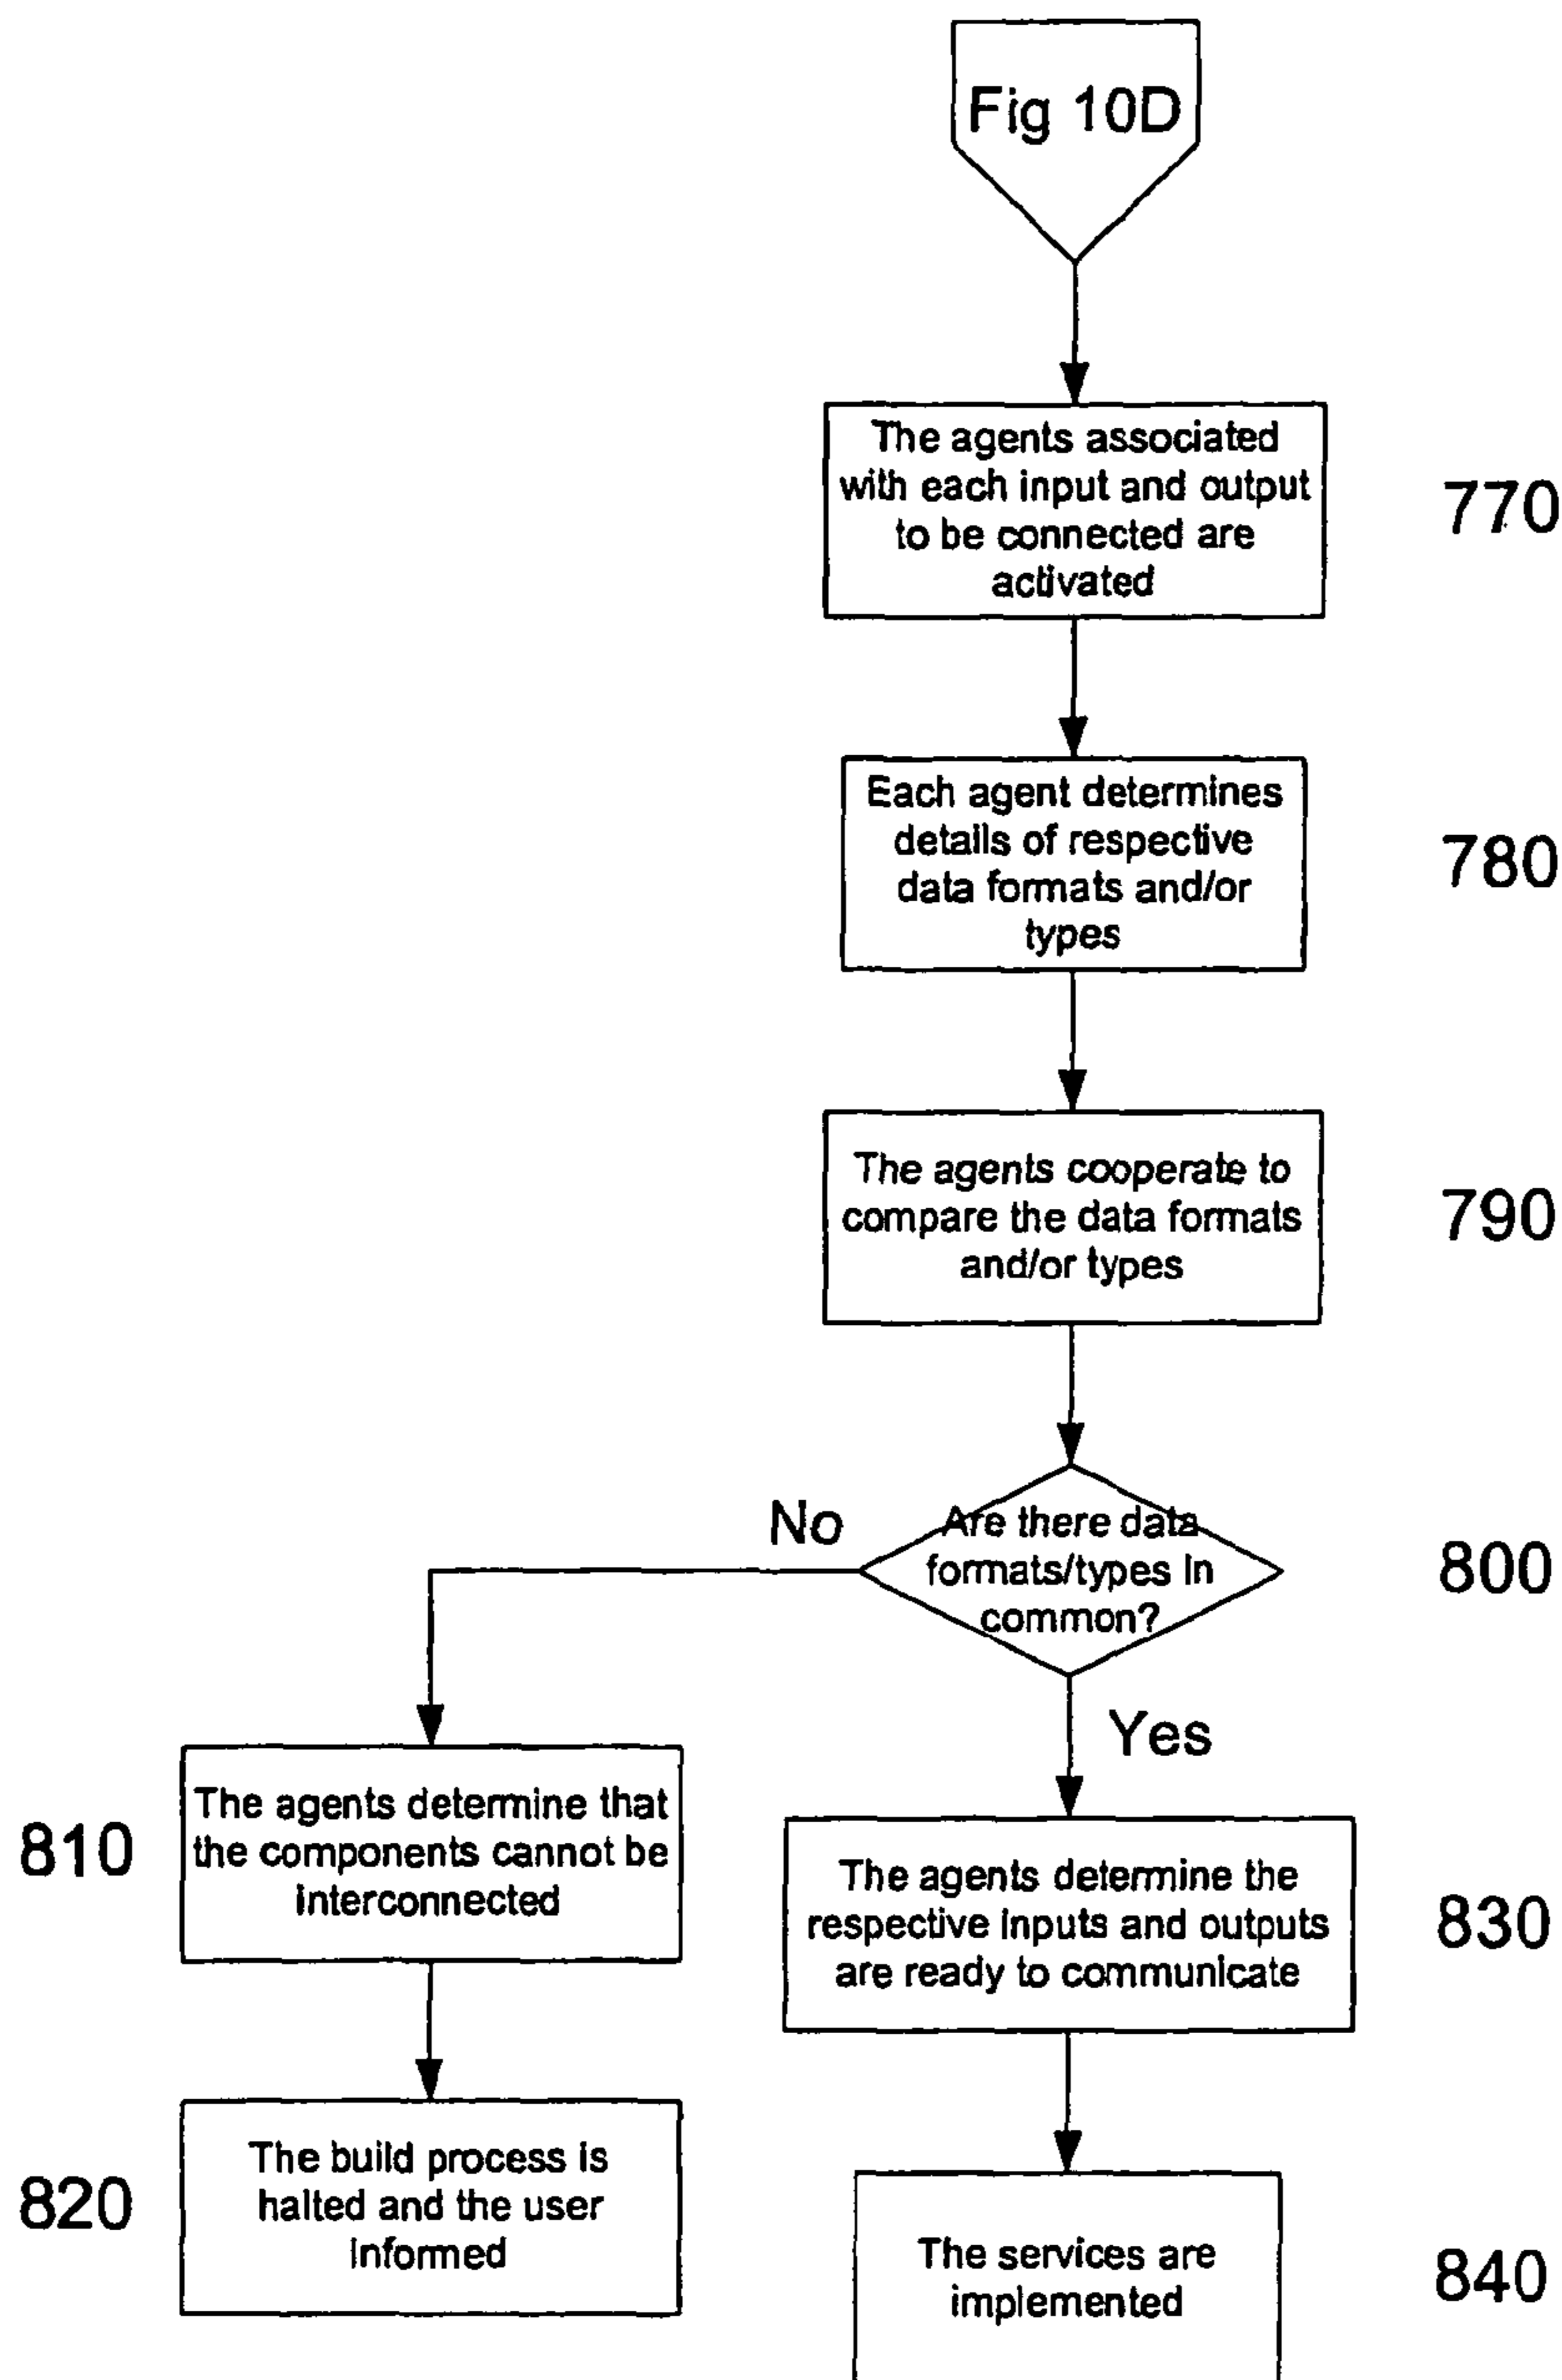 Fig 10D
The agents associated
with each input and output
to be connected are
activated
770
Each agent determines
details of respective
data formats and/or
types
780
The agents cooperate to
compare the data formats
and/or types
790
Are there data
formats/types in
common?
800
No
Yes
810
The agents determine that
the components cannot be
interconnected
The agents determine the
respective inputs and outputs
are ready to communicate
830
820
The build process is
halted and the user
informed
The services are
implemented
840